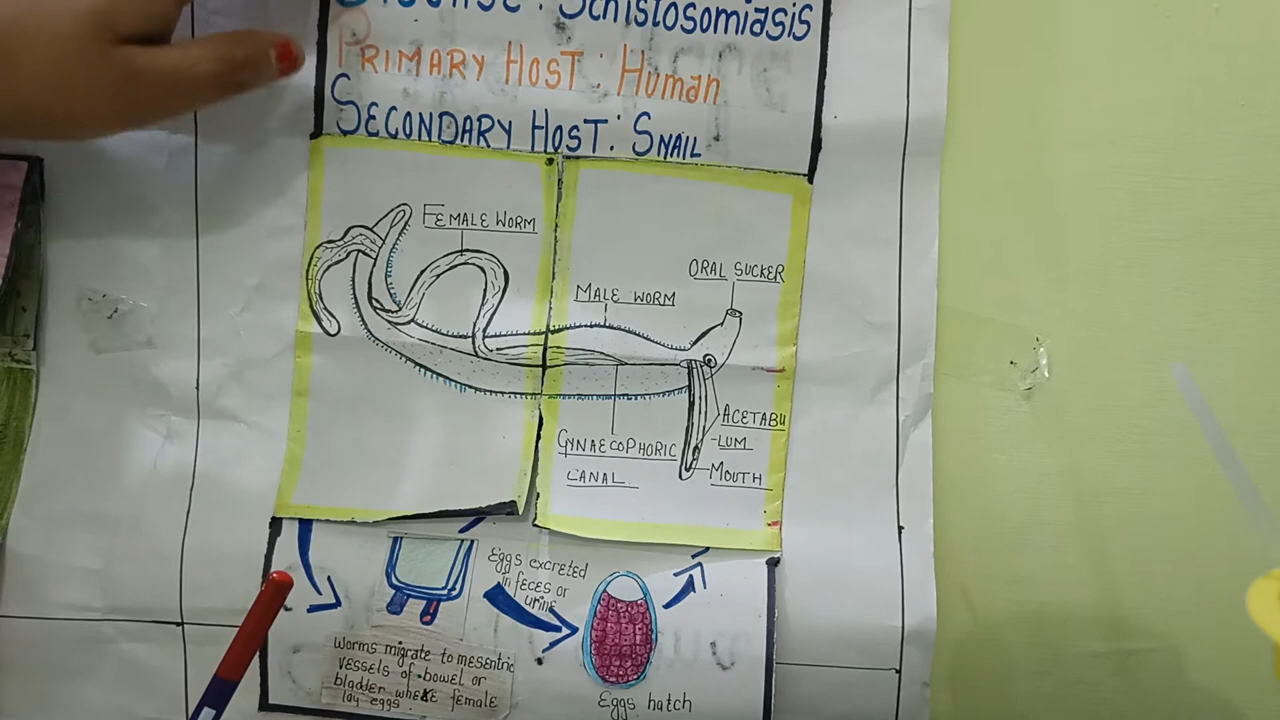 Disease : Schistosomiasis
PRIMARY HOST : Human
SECONDARY HOST : SNAIL
FEMALE WORM
ORAL SUCKER
MALE WORM
ACETABU
-LUM
GYNAECOPHORIC
CANAL
MOUTH
Eggs excreted
in feces or
urine
Worms migrate to mesentric
vessels of bowel or
bladder where female
lay eggs.
Eggs hatch